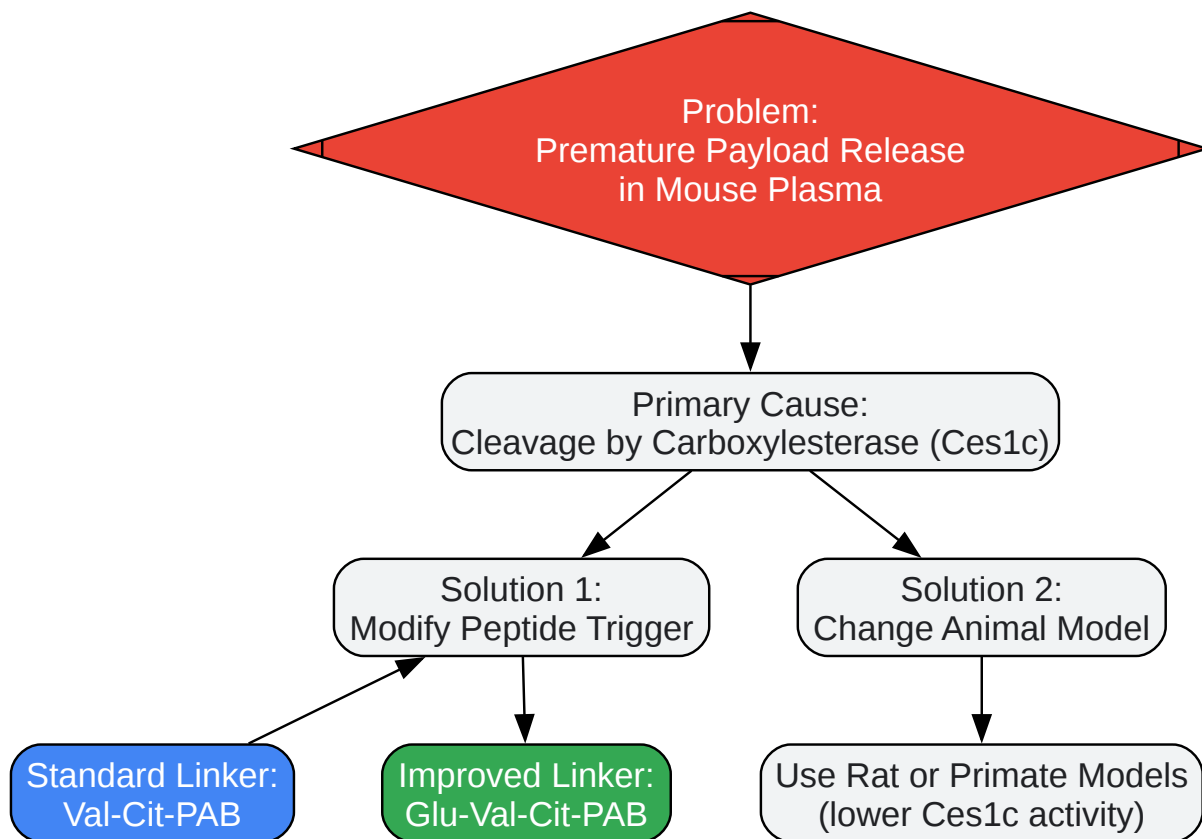 Problem:
Premature Payload Release
in Mouse Plasma
Primary Cause:
Cleavage by Carboxylesterase (Ces1c)
Solution 1:
Modify Peptide Trigger
Solution 2:
Change Animal Model
Standard Linker:
Val-Cit-PAB
Improved Linker:
Glu-Val-Cit-PAB
Use Rat or Primate Models
(lower Ces1c activity)